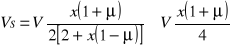 Vs = V x(1+μ) / 2[2+x(1−μ)] V x(1+μ) / 4